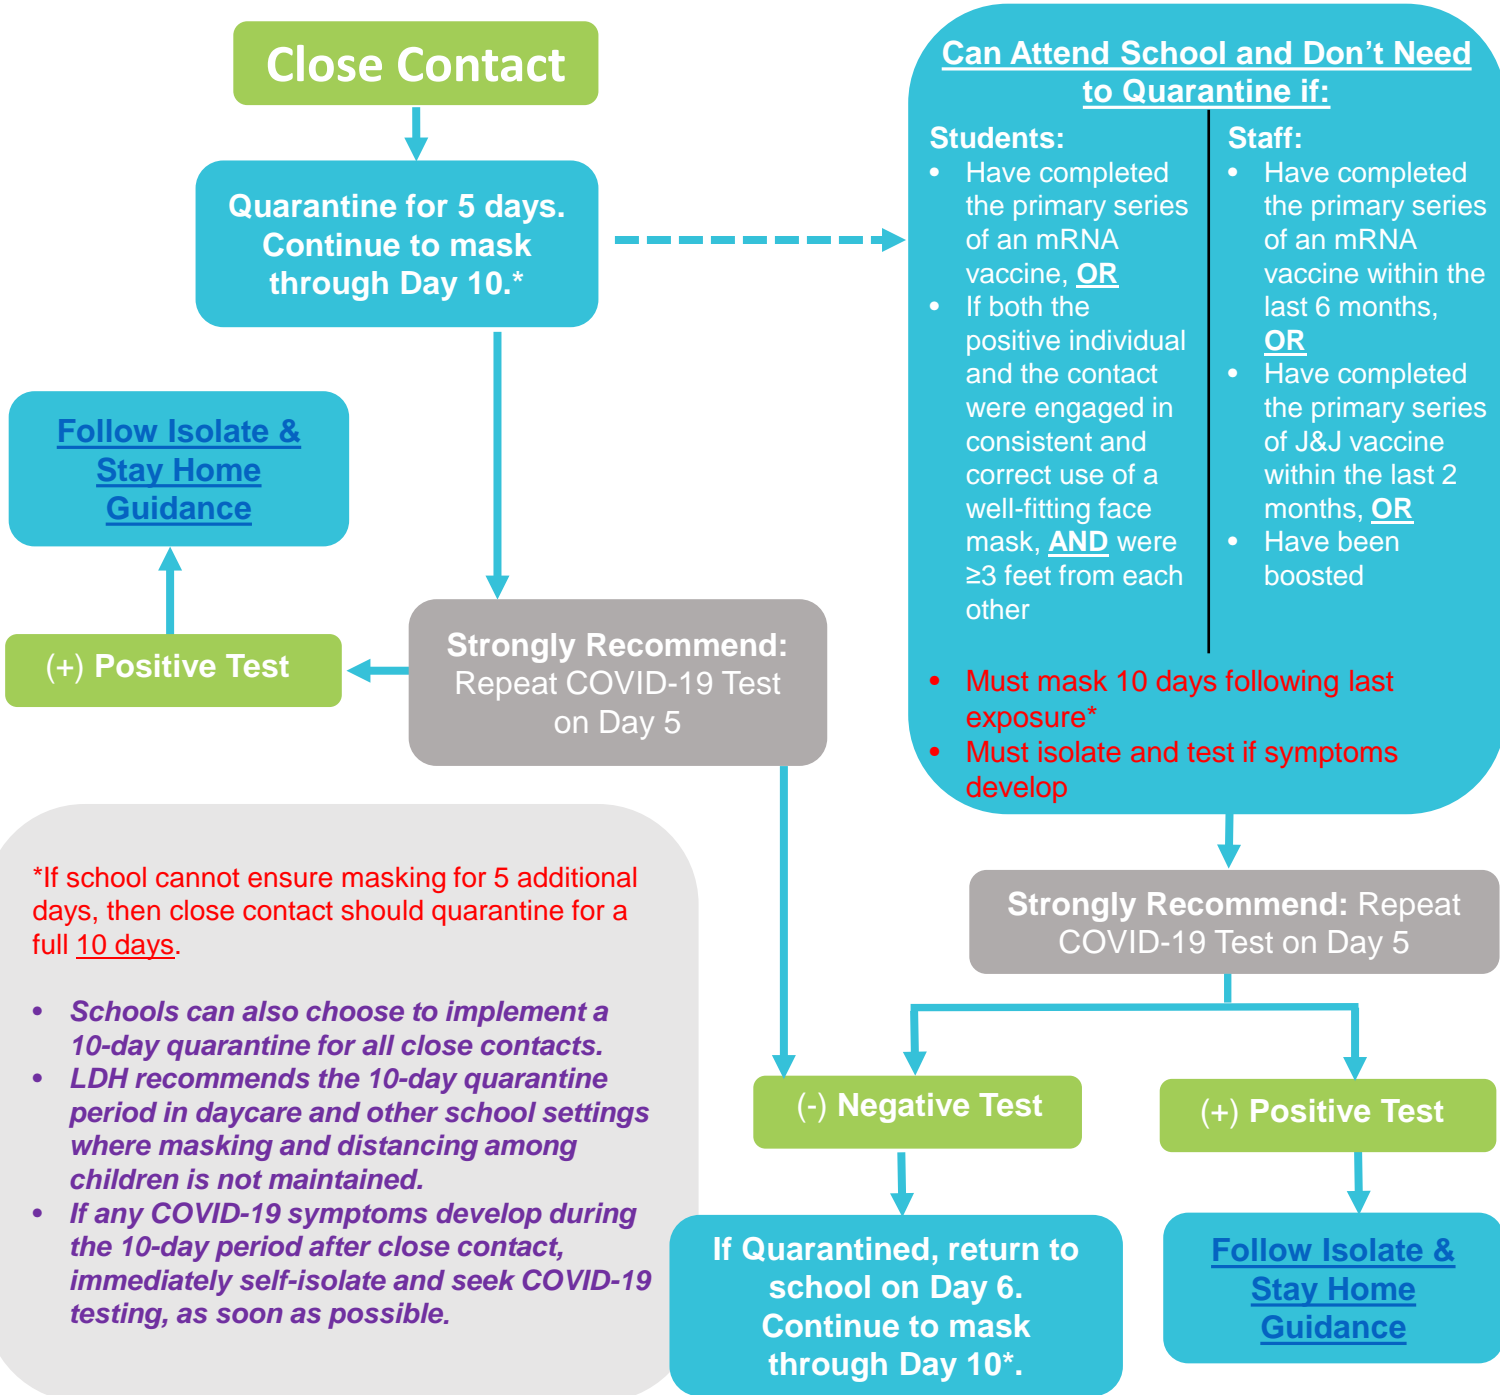 Close Contact
Quarantine for 5 days.
Continue to mask
through Day 10.*
Can Attend School and Don’t Need
to Quarantine if:
Students:
• Have completed
the primary series
of an mRNA
vaccine, OR
• If both the
positive individual
and the contact
were engaged in
consistent and
correct use of a
well-fitting face
mask, AND were
≥3 feet from each
other
Staff:
• Have completed
the primary series
of an mRNA
vaccine within the
last 6 months,
OR
• Have completed
the primary series
of J&J vaccine
within the last 2
months, OR
• Have been
boosted
• Must mask 10 days following last
exposure*
• Must isolate and test if symptoms
develop
Follow Isolate &
Stay Home
Guidance
(+) Positive Test
Strongly Recommend:
Repeat COVID-19 Test
on Day 5
Strongly Recommend: Repeat
COVID-19 Test on Day 5
*If school cannot ensure masking for 5 additional
days, then close contact should quarantine for a
full 10 days.
• Schools can also choose to implement a
10-day quarantine for all close contacts.
• LDH recommends the 10-day quarantine
period in daycare and other school settings
where masking and distancing among
children is not maintained.
• If any COVID-19 symptoms develop during
the 10-day period after close contact,
immediately self-isolate and seek COVID-19
testing, as soon as possible.
(-) Negative Test
(+) Positive Test
If Quarantined, return to
school on Day 6.
Continue to mask
through Day 10*.
Follow Isolate &
Stay Home
Guidance